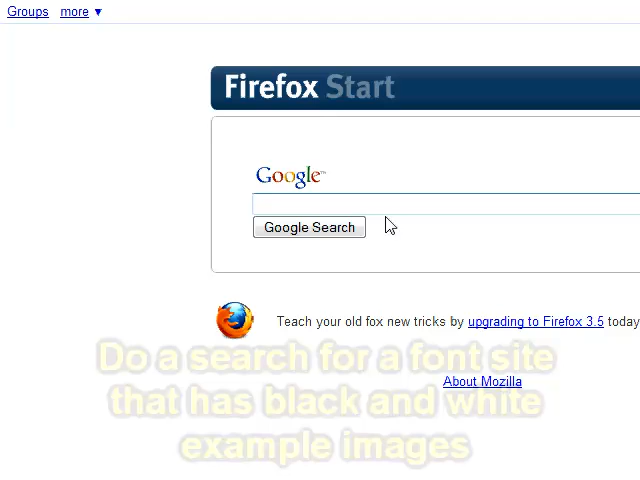 Groups more ▼
Firefox Start
Google™
Google Search
Teach your old fox new tricks by upgrading to Firefox 3.5 today
Do a search for a font site
About Mozilla
that has black and white
example images